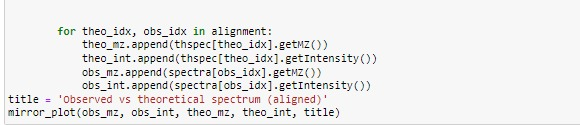 for theo_idx, obs_idx in alignment:
theo_mz.append(thspec[theo_idx].getMZ())
theo_int.append(thspec[theo_idx].getIntensity())
obs_mz.append(spectra[obs_idx].getMZ())
obs_int.append(spectra[obs_idx].getIntensity())
title = 'Observed vs theoretical spectrum (aligned)'
mirror_plot(obs_mz, obs_int, theo_mz, theo_int, title)